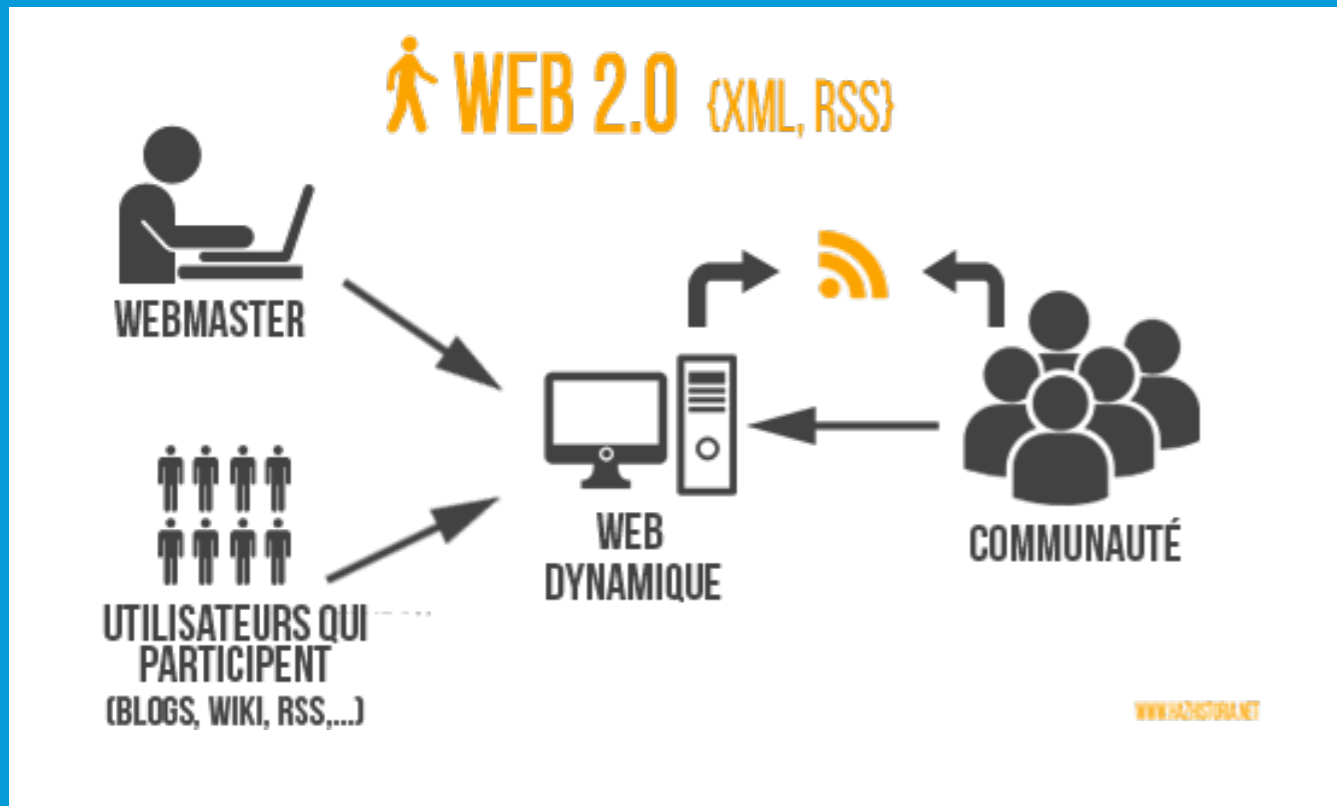 WEB 2.0 {XML, RSS}
WEBMASTER
WEB
DYNAMIQUE
COMMUNAUTÉ
UTILISATEURS QUI
PARTICIPENT
(BLOGS, WIKI, RSS,...)
WWW.HAZHISTORIA.NET